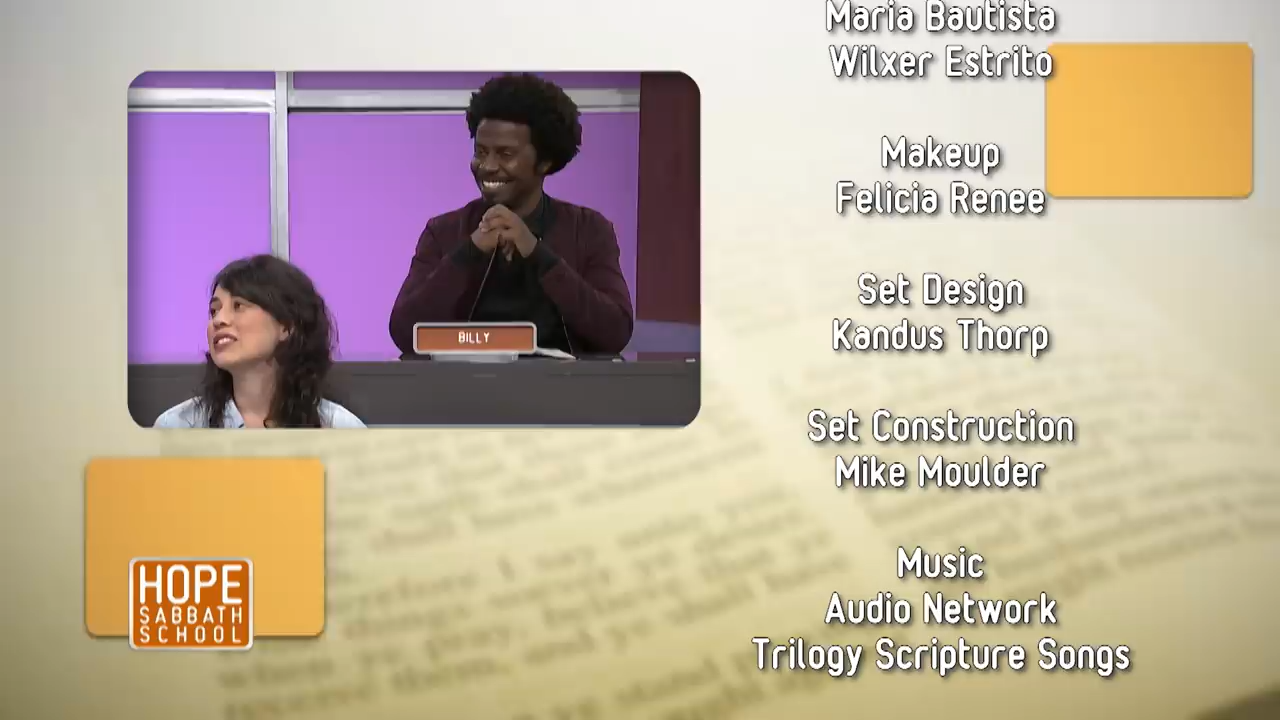 Maria Bautista
Wilxer Estrito
Makeup
Felicia Renee
Set Design
Kandus Thorp
Set Construction
Mike Moulder
Music
Audio Network
Trilogy Scripture Songs
BILLY
HOPE
SABBATH
SCHOOL